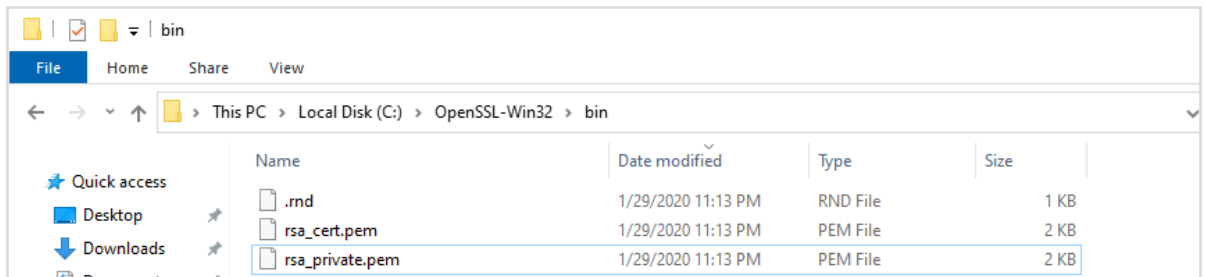 bin
File Home Share View
This PC > Local Disk (C:) > OpenSSL-Win32 > bin
Name Date modified Type Size
Quick access
.rnd 1/29/2020 11:13 PM RND File 1 KB
Desktop
rsa_cert.pem 1/29/2020 11:13 PM PEM File 2 KB
Downloads
rsa_private.pem 1/29/2020 11:13 PM PEM File 2 KB